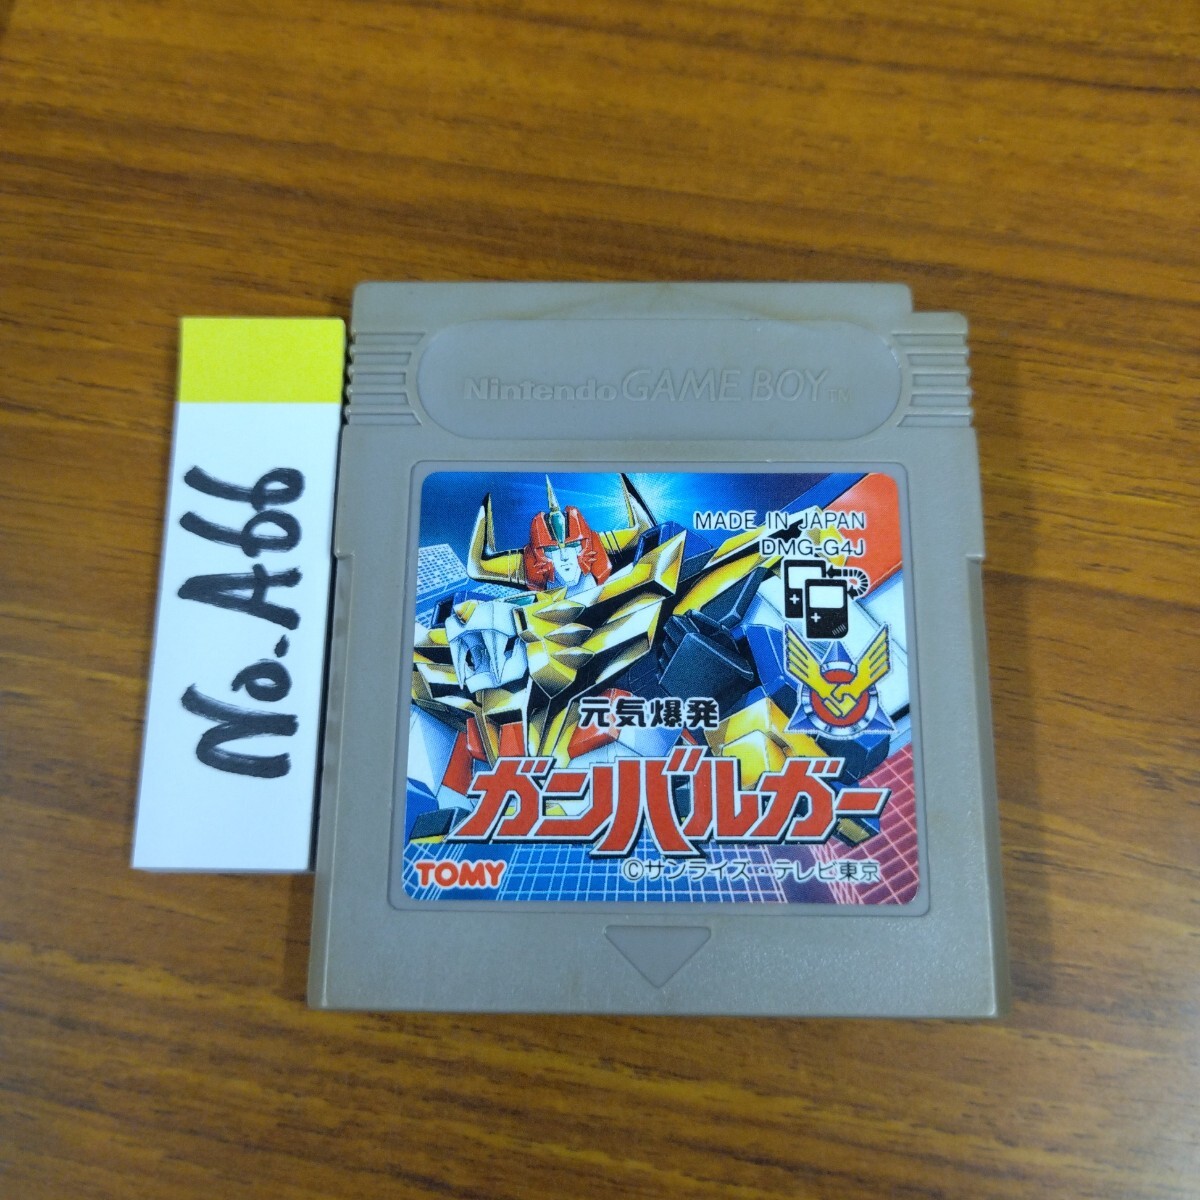 No.A66
Nintendo GAME BOY TM
MADE IN JAPAN
DMG-G4J
元気爆発
ガンバルガー
TOMY
©サンライズ・テレビ東京